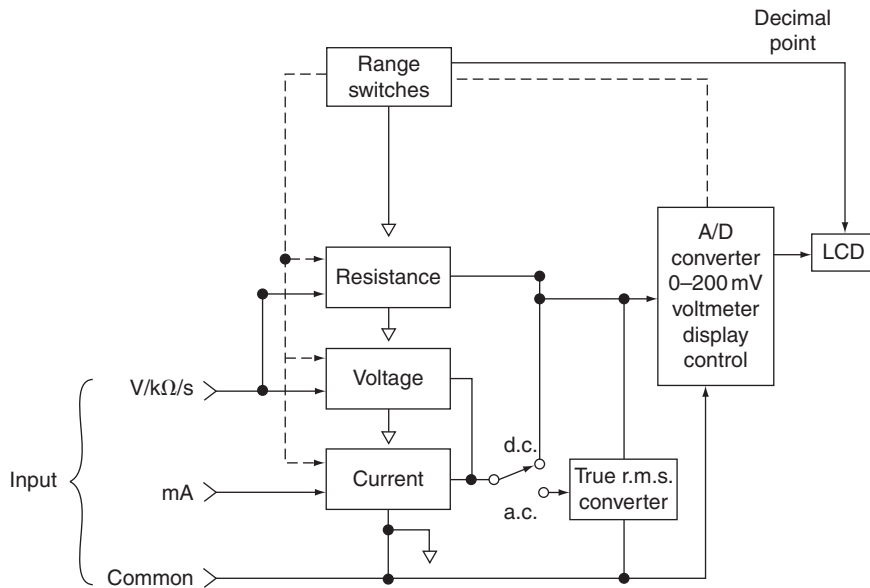 Decimal
point
Range
switches
A/D
converter
0–200 mV
voltmeter
display
control
LCD
Resistance
Voltage
V/kΩ/s
d.c.
Current
True r.m.s.
converter
Input
mA
a.c.
Common